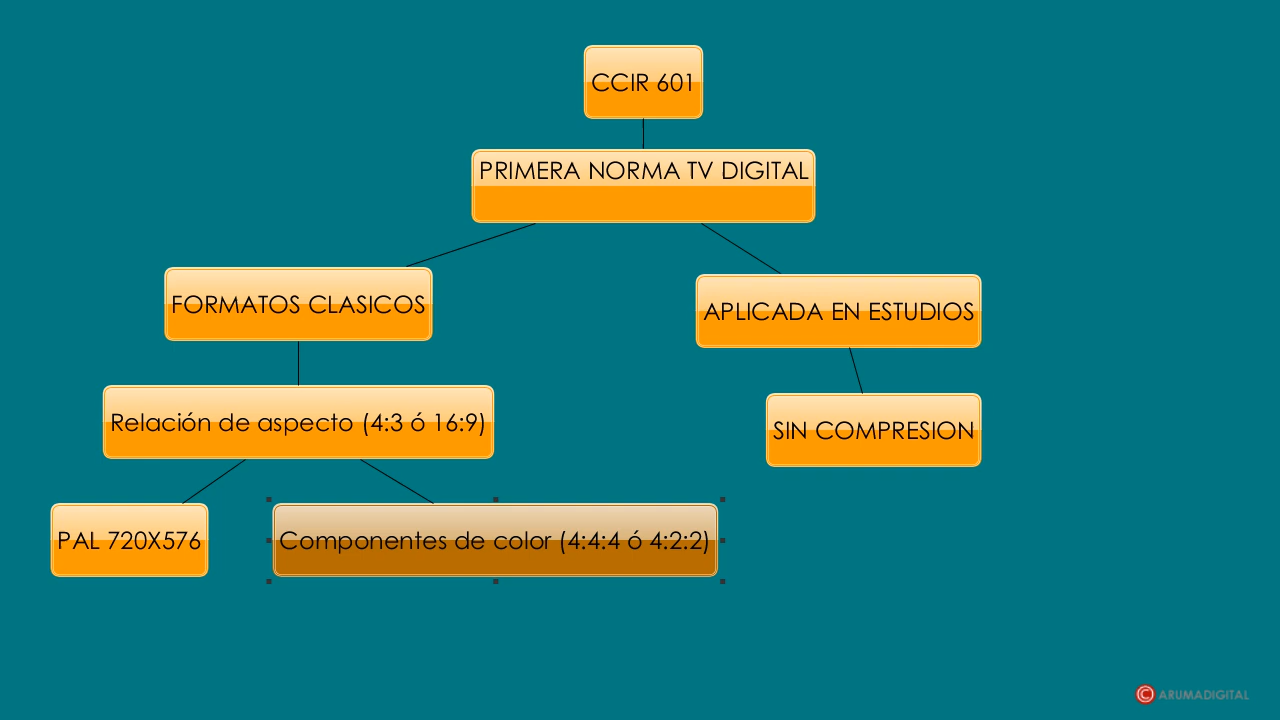 CCIR 601
PRIMERA NORMA TV DIGITAL
FORMATOS CLASICOS
APLICADA EN ESTUDIOS
Relación de aspecto (4:3 ó 16:9)
SIN COMPRESION
PAL 720X576
Componentes de color (4:4:4 ó 4:2:2)
© ARUMADIGITAL